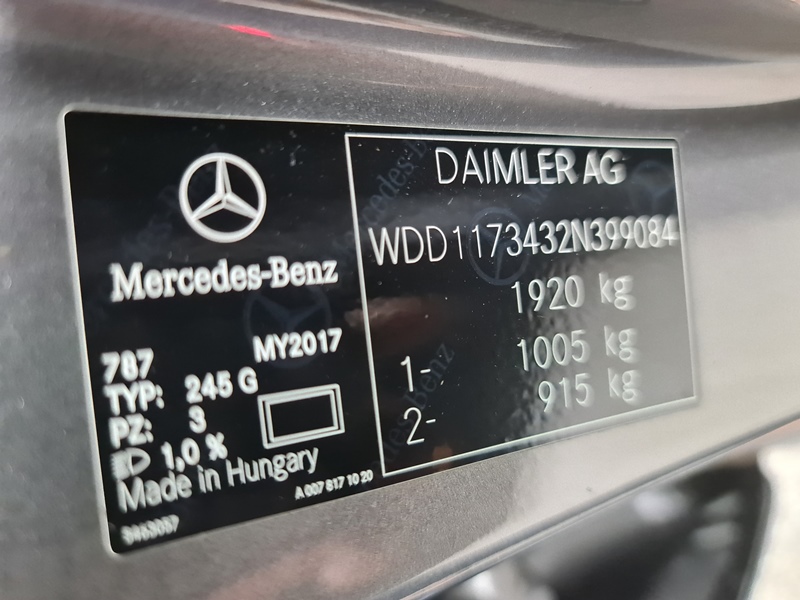 Mercedes-Benz
787
MY2017
TYP: 245 G
PZ: 3
1,0 %
Made in Hungary
A 007 817 10 20
DAIMLER AG
WDD1173432N399084
1920 kg
1- 1005 kg
2- 915 kg